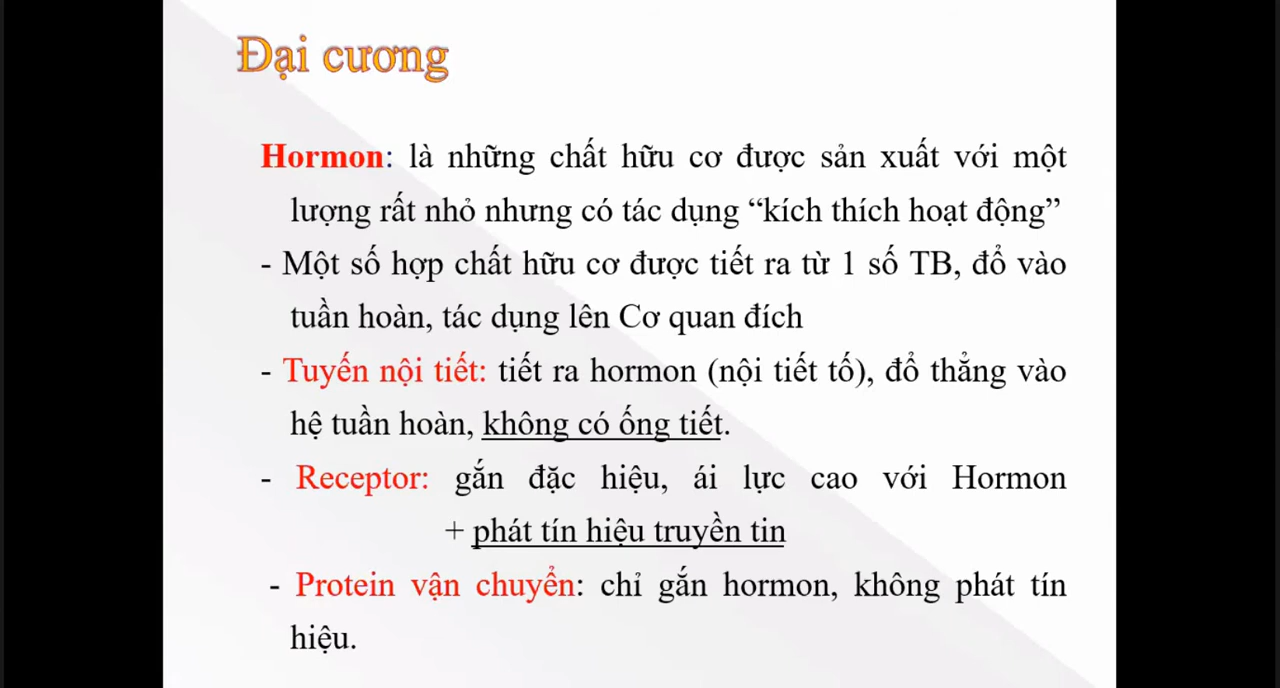 Đại cương
Hormon: là những chất hữu cơ được sản xuất với một
lượng rất nhỏ nhưng có tác dụng “kích thích hoạt động”
- Một số hợp chất hữu cơ được tiết ra từ 1 số TB, đổ vào
tuần hoàn, tác dụng lên Cơ quan đích
- Tuyến nội tiết: tiết ra hormon (nội tiết tố), đổ thẳng vào
hệ tuần hoàn, không có ống tiết.
- Receptor: gắn đặc hiệu, ái lực cao với Hormon
+ phát tín hiệu truyền tin
- Protein vận chuyển: chỉ gắn hormon, không phát tín
hiệu.